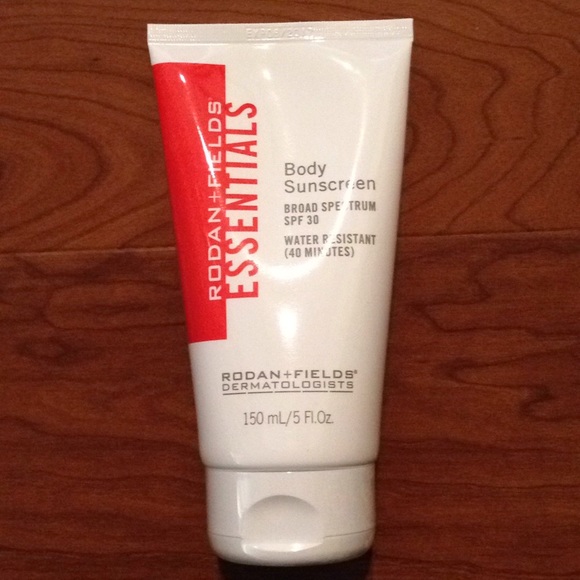 RODAN+FIELDS®
ESSENTIALS
Body
Sunscreen
BROAD SPECTRUM
SPF 30
WATER RESISTANT
(40 MINUTES)
RODAN+FIELDS®
DERMATOLOGISTS
150 mL/5 Fl.Oz.